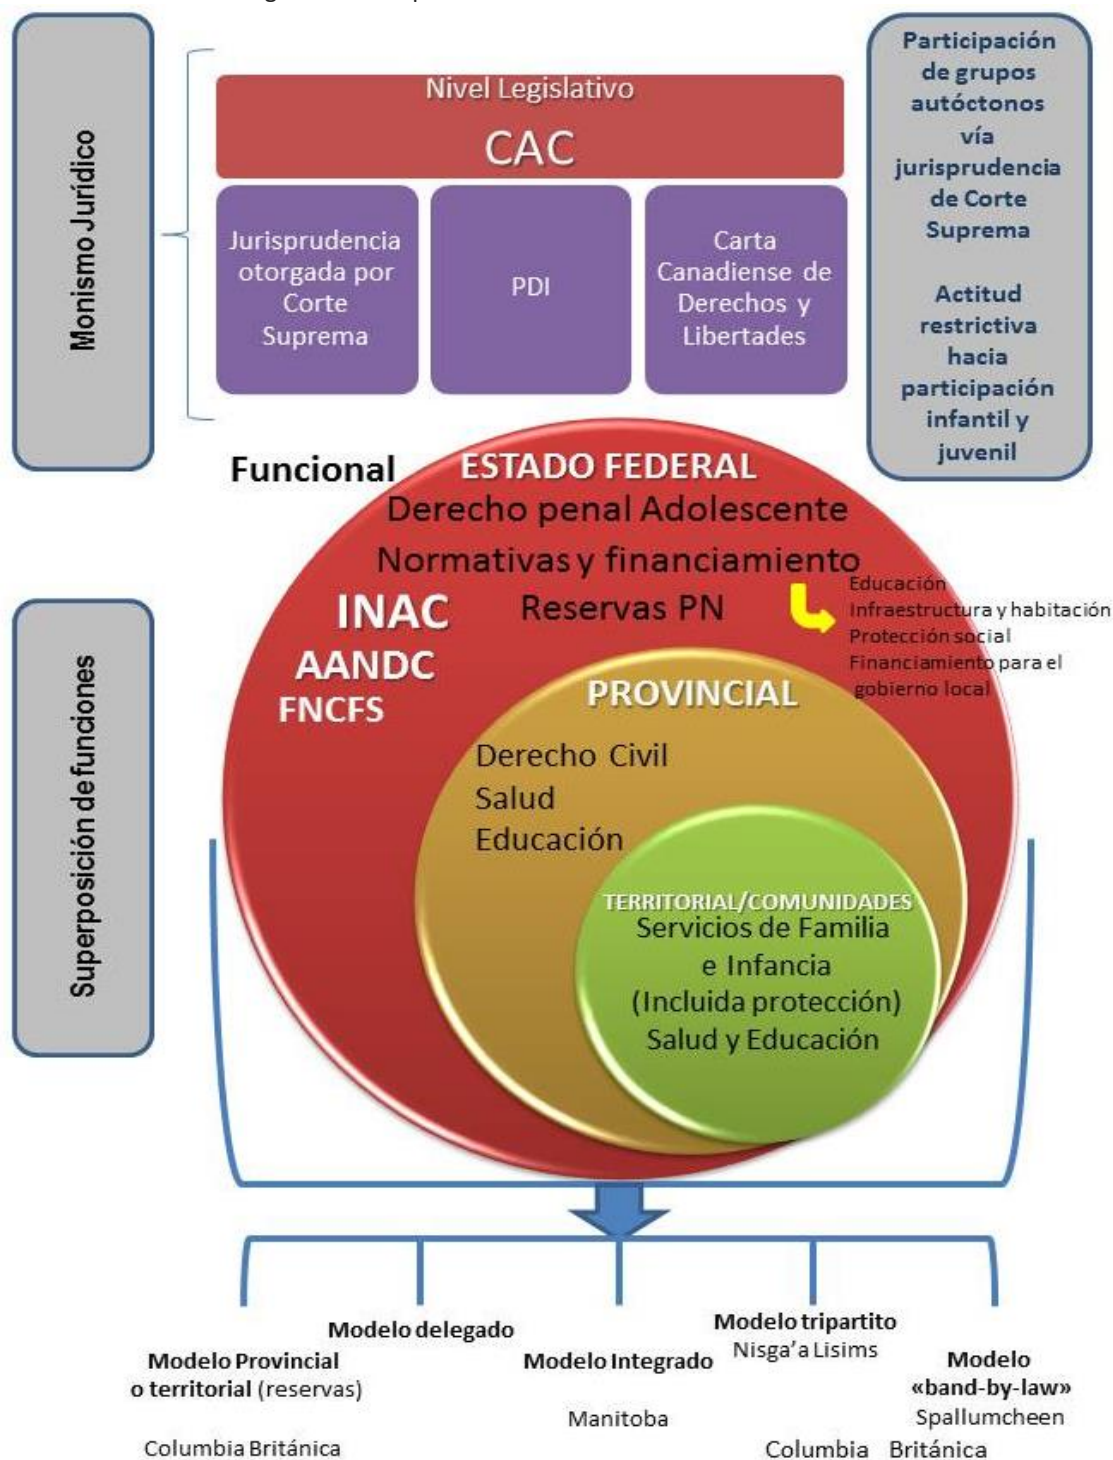 Monismo Jurídico
Nivel Legislativo
CAC
Jurisprudencia
otorgada por
Corte
Suprema
PDI
Carta
Canadiense de
Derechos y
Libertades
Participación
de grupos
autóctonos
vía
jurisprudencia
de Corte
Suprema
Actitud
restrictiva
hacia
participación
infantil y
juvenil
Superposición de funciones
Funcional
ESTADO FEDERAL
Derecho penal Adolescente
Normativas y financiamiento
Reservas PN
INAC
AANDC
FNCFS
Educación
Infraestructura y habitación
Protección social
Financiamiento para el
gobierno local
PROVINCIAL
Derecho Civil
Salud
Educación
TERRITORIAL/COMUNIDADES
Servicios de Familia
e Infancia
(Incluida protección)
Salud y Educación
Modelo Provincial
o territorial (reservas)
Columbia Británica
Modelo delegado
Modelo Integrado
Manitoba
Modelo tripartito
Nisga'a Lisims
Modelo
«band-by-law»
Spallumcheen
Columbia Británica